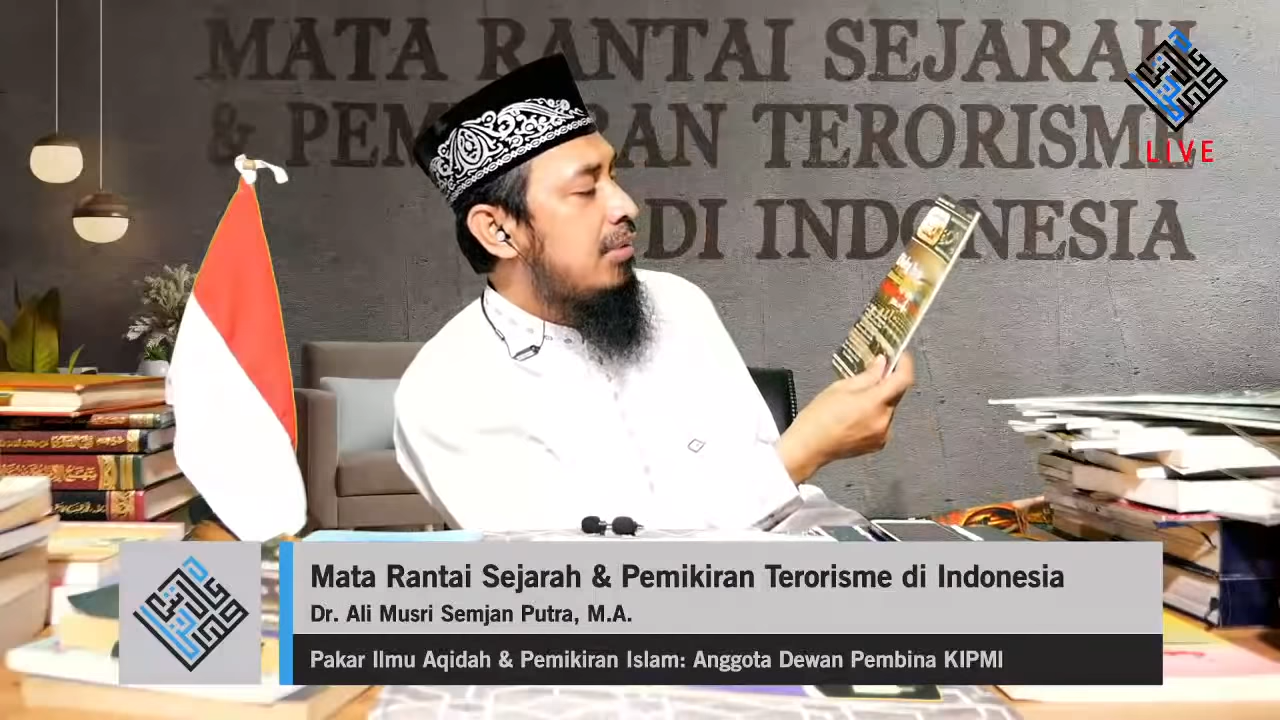 MATA RANTAI SEJARAH
& PEMIKIRAN TERORISME
DI INDONESIA
LIVE
Mata Rantai Sejarah & Pemikiran Terorisme di Indonesia
Dr. Ali Musri Semjan Putra, M.A.
Pakar Ilmu Aqidah & Pemikiran Islam: Anggota Dewan Pembina KIPMI